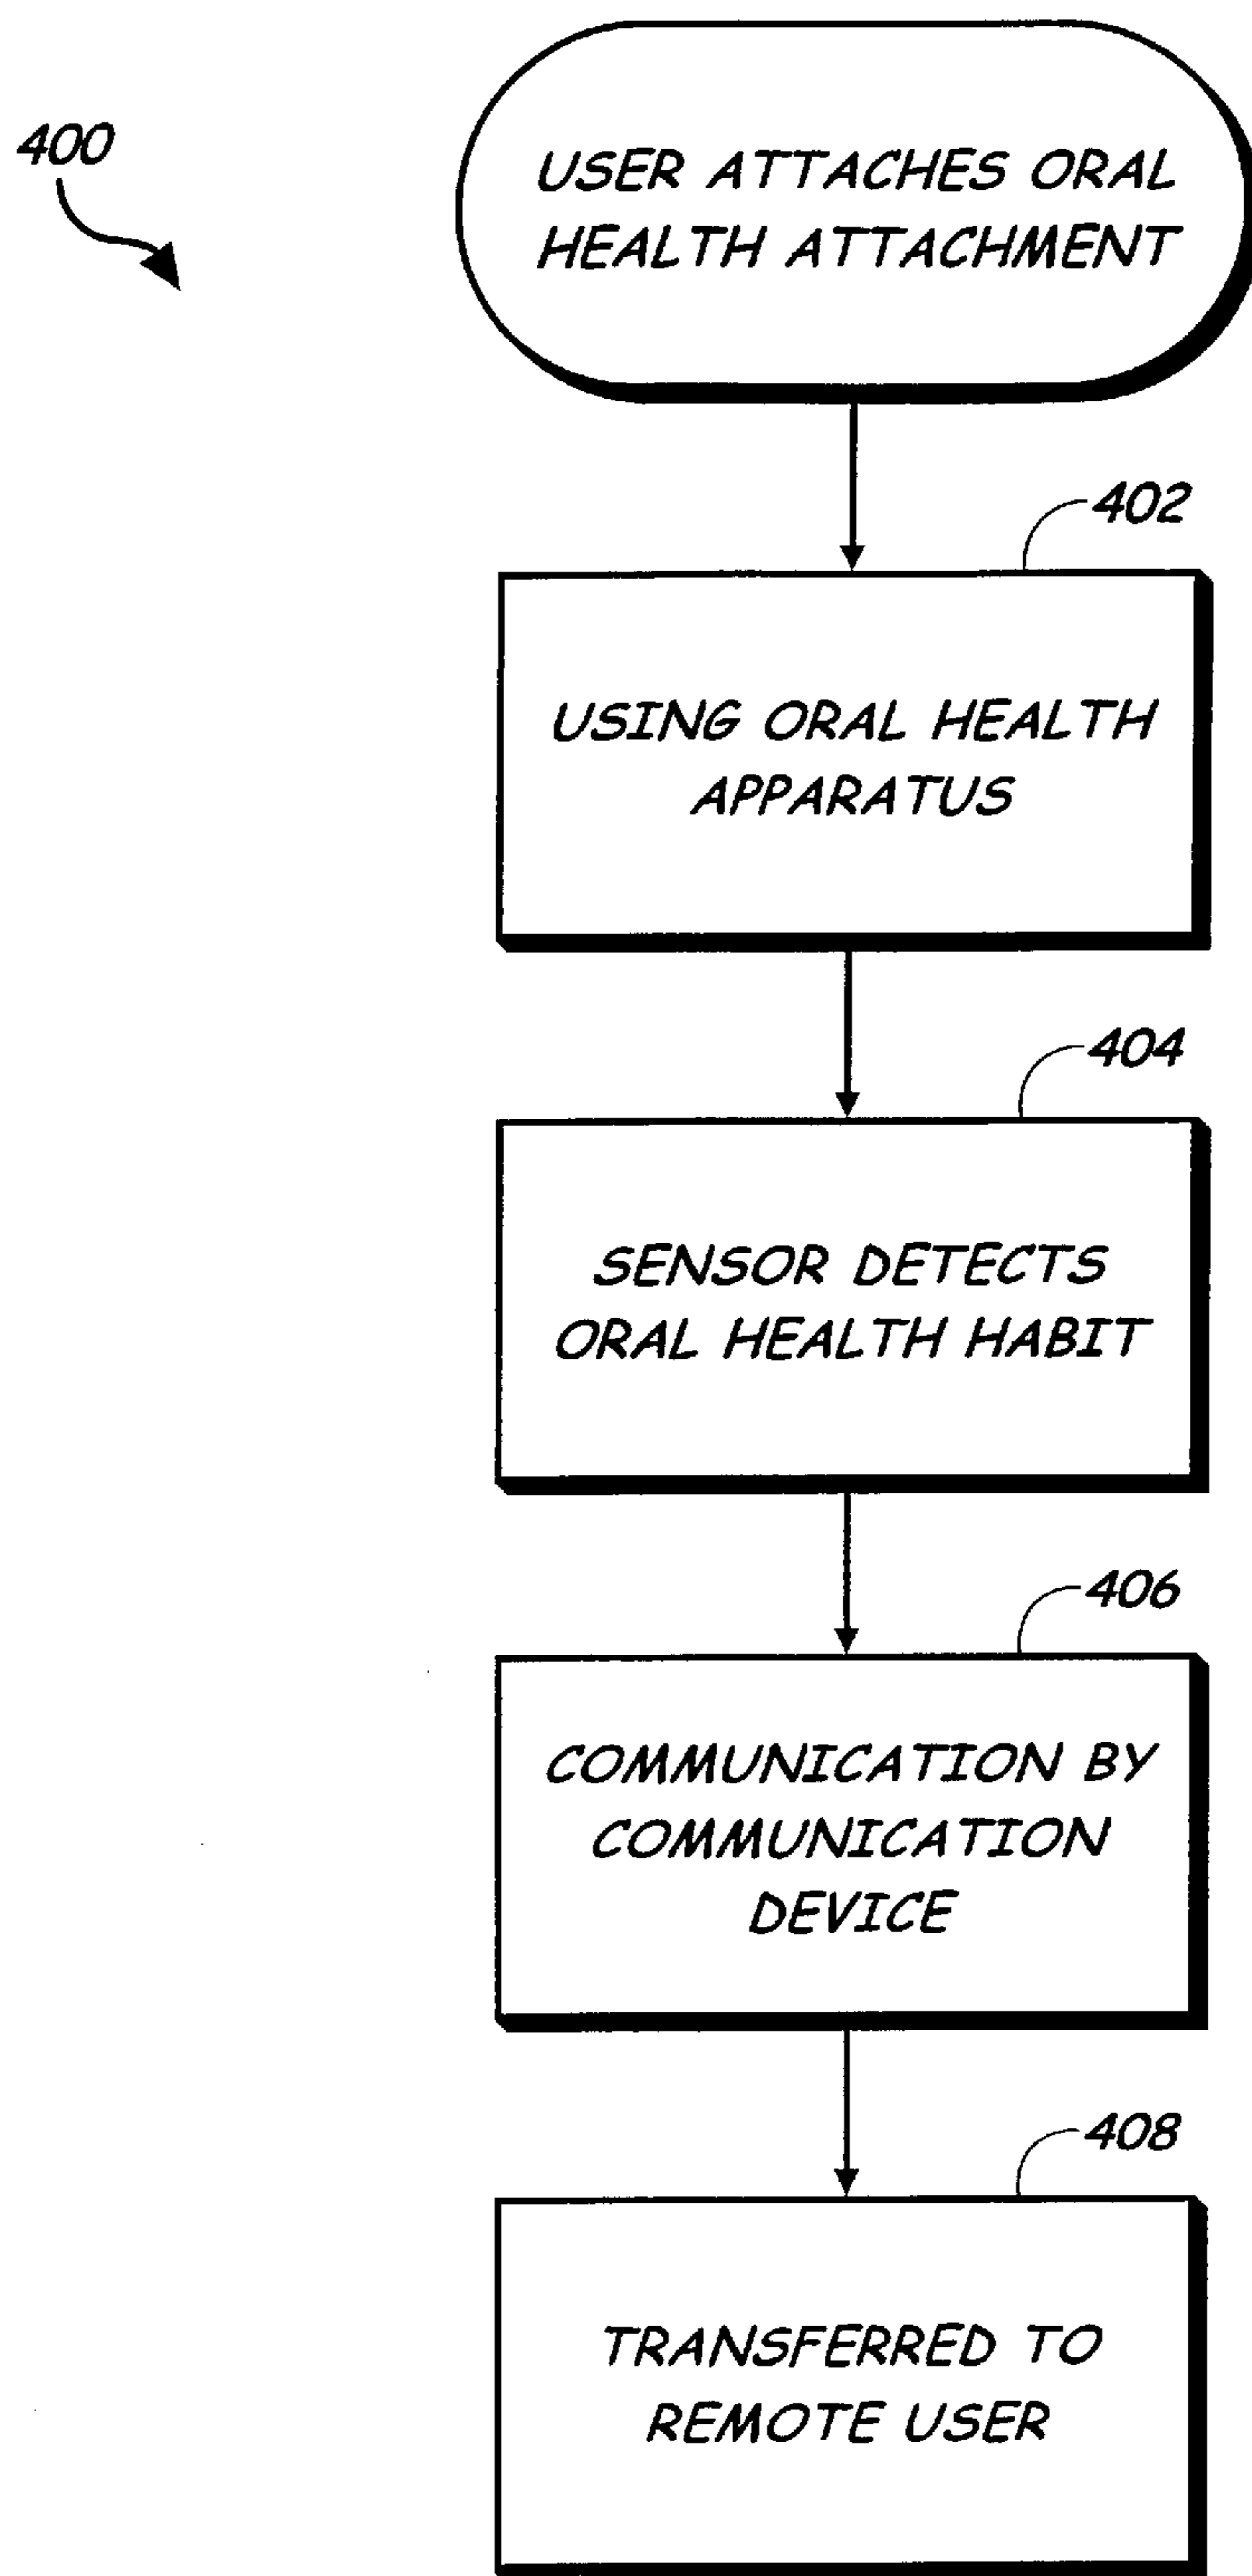 400
USER ATTACHES ORAL
HEALTH ATTACHMENT
402
USING ORAL HEALTH
APPARATUS
404
SENSOR DETECTS
ORAL HEALTH HABIT
406
COMMUNICATION BY
COMMUNICATION
DEVICE
408
TRANSFERRED TO
REMOTE USER